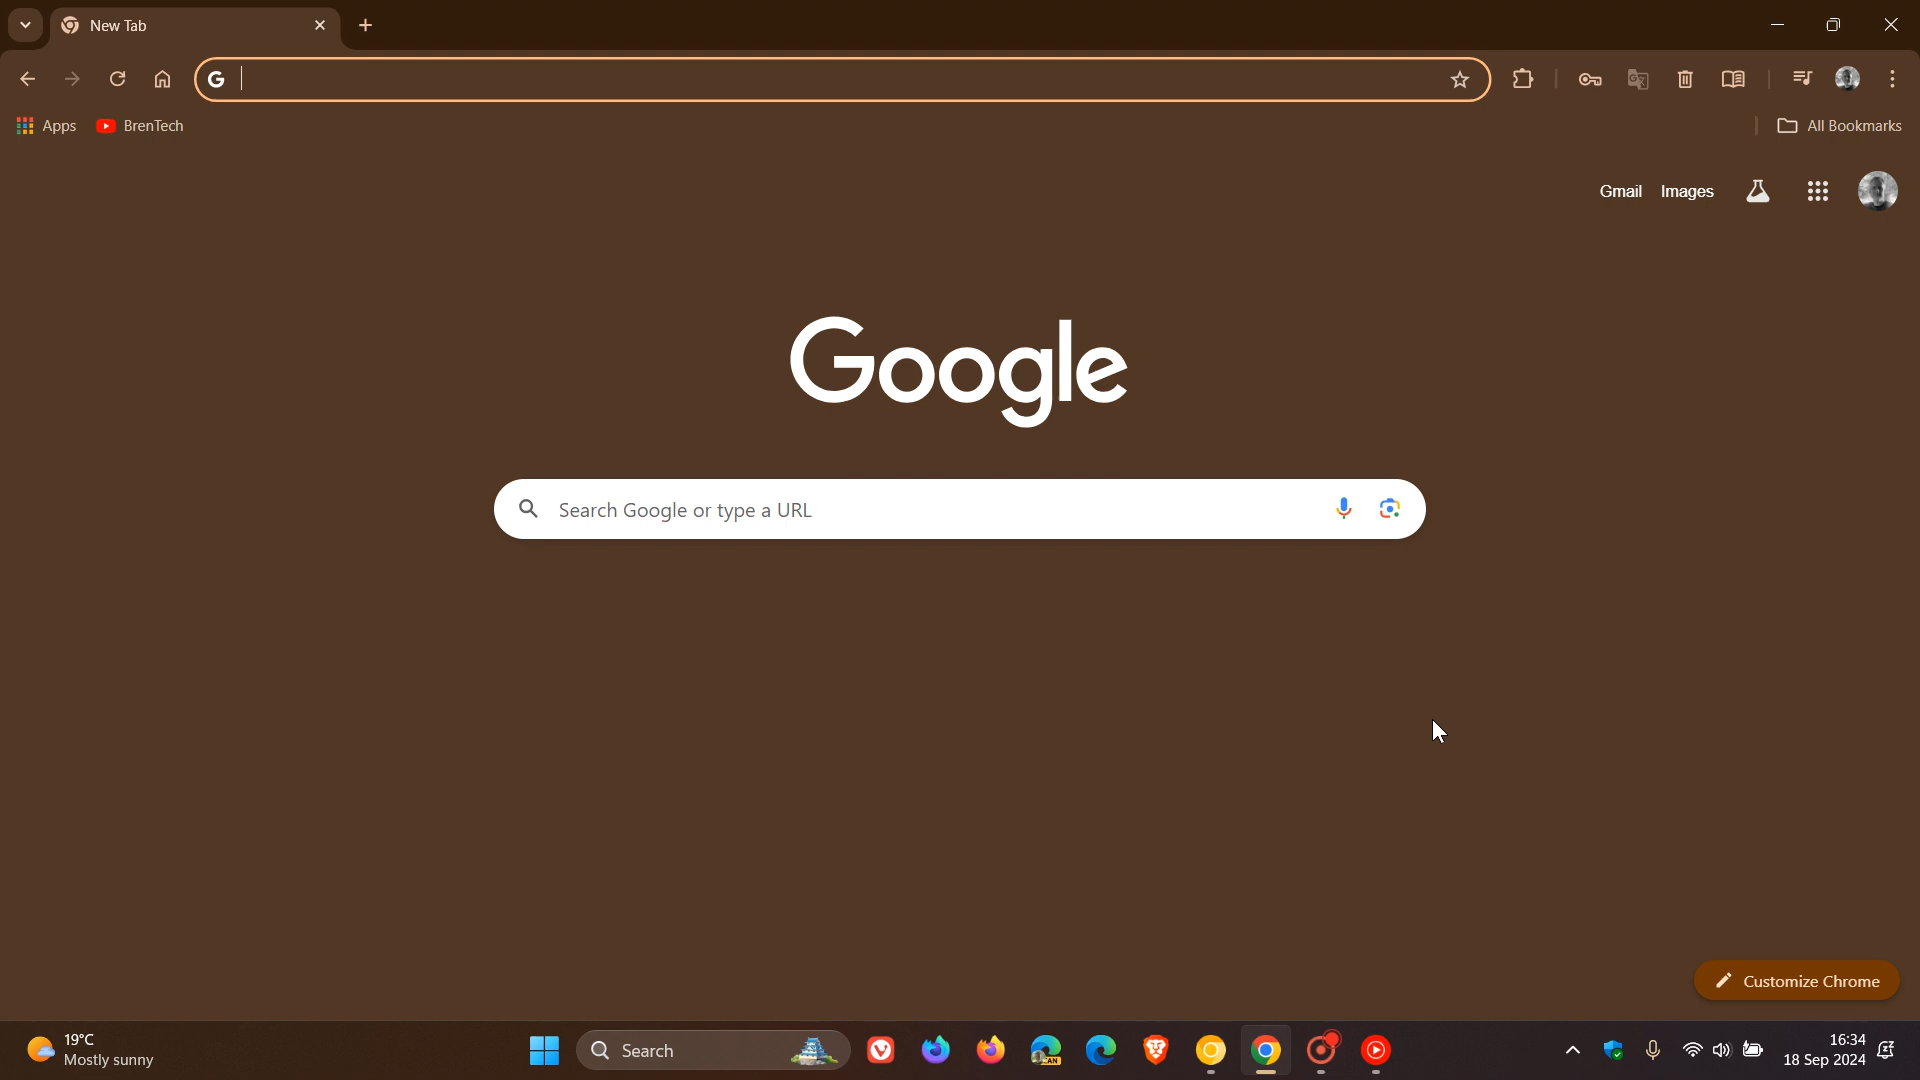 New Tab
Apps
BrenTech
All Bookmarks
Gmail
Images
Google
Search Google or type a URL
Customize Chrome
19°C
Mostly sunny
Search
CAN
16:34
18 Sep 2024